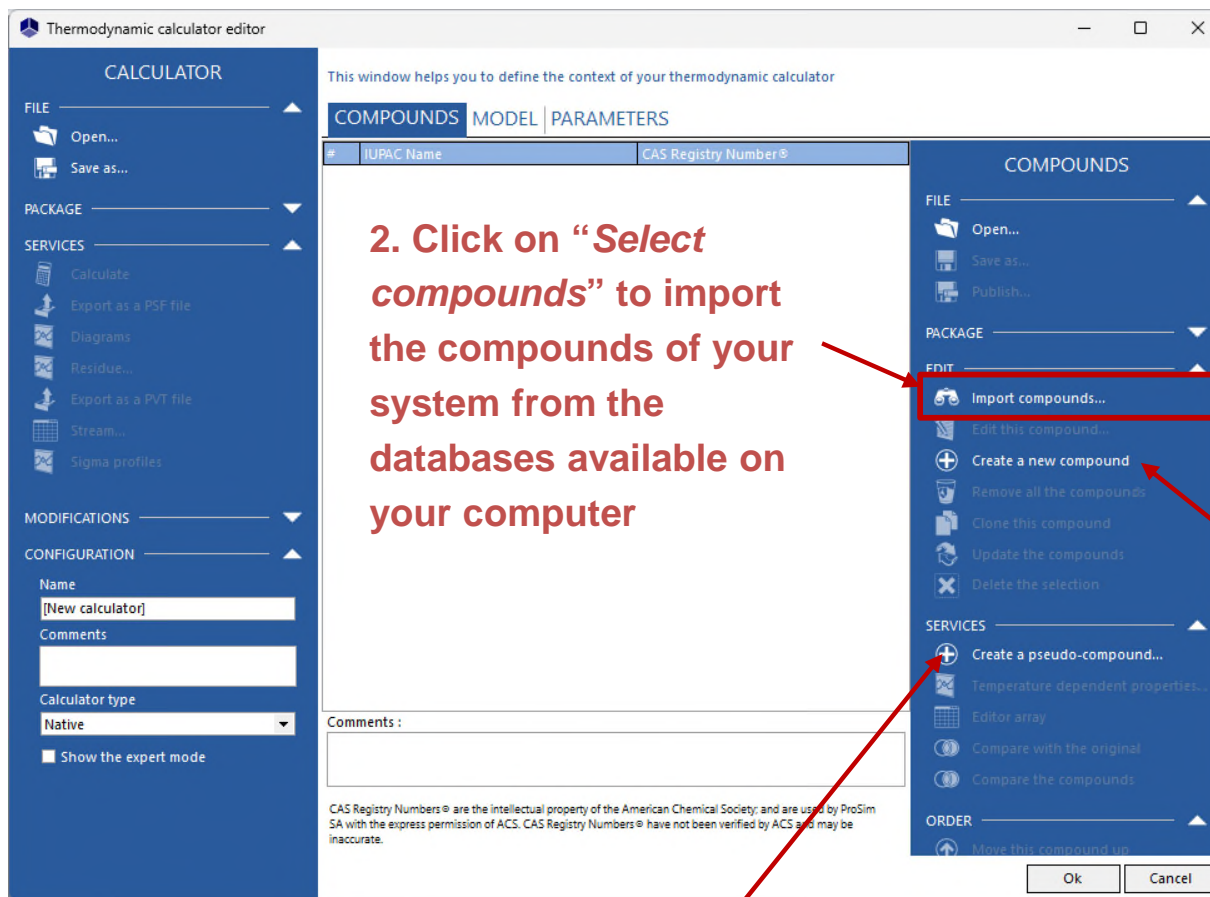 Thermodynamic calculator editor
CALCULATOR
FILE
Open...
Save as...
PACKAGE
SERVICES
Calculate
Export as a PSF file
Diagrams
Residue...
Export as a PVT file
Stream...
Sigma profiles
MODIFICATIONS
CONFIGURATION
Name
[New calculator]
Comments
Calculator type
Native
Show the expert mode
This window helps you to define the context of your thermodynamic calculator
COMPOUNDS MODEL PARAMETERS
# IUPAC Name CAS Registry Number®
2. Click on “Select
compounds” to import
the compounds of your
system from the
databases available on
your computer
Comments :
CAS Registry Numbers® are the intellectual property of the American Chemical Society; and are used by ProSim
SA with the express permission of ACS. CAS Registry Numbers® have not been verified by ACS and may be
inaccurate.
COMPOUNDS
FILE
Open...
Save as...
Publish...
PACKAGE
EDIT
Import compounds...
Edit this compound...
Create a new compound
Remove all the compounds
Clone this compound
Update the compounds
Delete the selection
SERVICES
Create a pseudo-compound...
Temperature dependent properties...
Editor array
Compare with the original
Compare the compounds
ORDER
Move this compound up
Ok Cancel